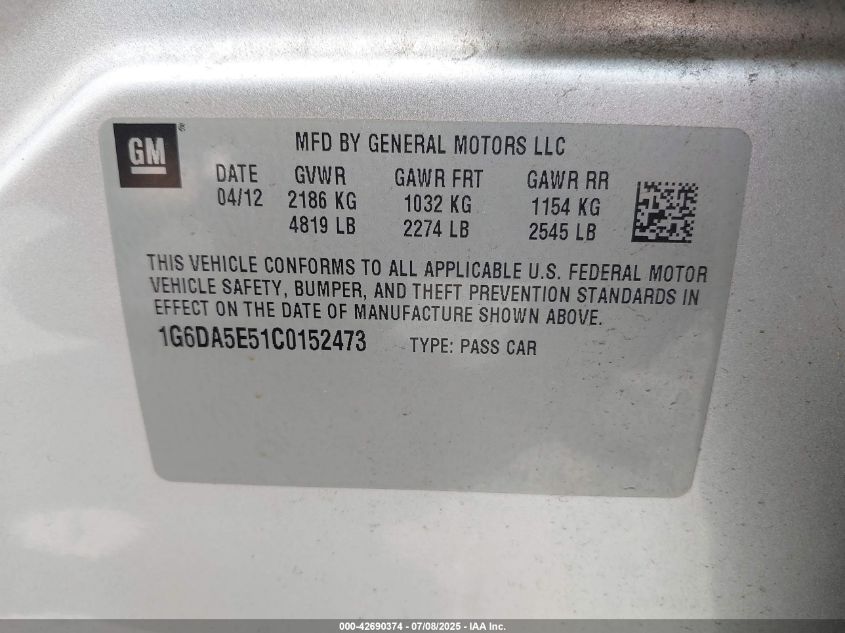 GM ®
MFD BY GENERAL MOTORS LLC
DATE GVWR GAWR FRT GAWR RR
04/12 2186 KG 1032 KG 1154 KG
4819 LB 2274 LB 2545 LB
THIS VEHICLE CONFORMS TO ALL APPLICABLE U.S. FEDERAL MOTOR
VEHICLE SAFETY, BUMPER, AND THEFT PREVENTION STANDARDS IN
EFFECT ON THE DATE OF MANUFACTURE SHOWN ABOVE.
1G6DA5E51C0152473 TYPE: PASS CAR
000-42690374 - 07/08/2025 - IAA Inc.